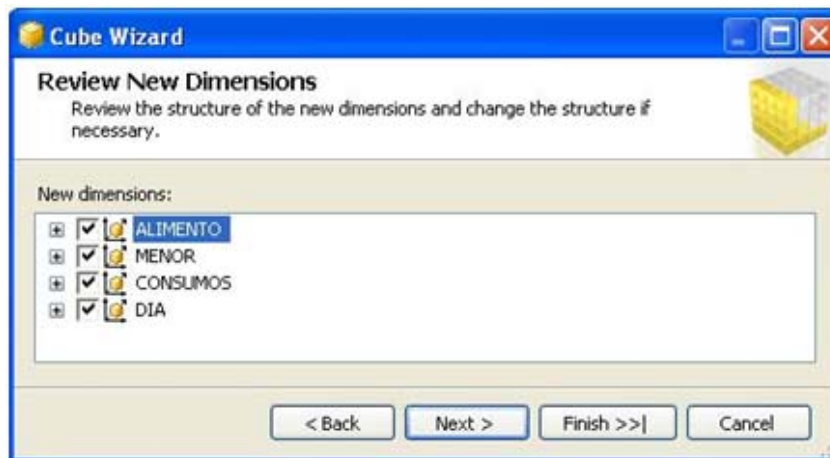 Cube Wizard
Review New Dimensions
Review the structure of the new dimensions and change the structure if
necessary.
New dimensions:
ALIMENTO
MENOR
CONSUMOS
DIA
< Back Next > Finish >>| Cancel